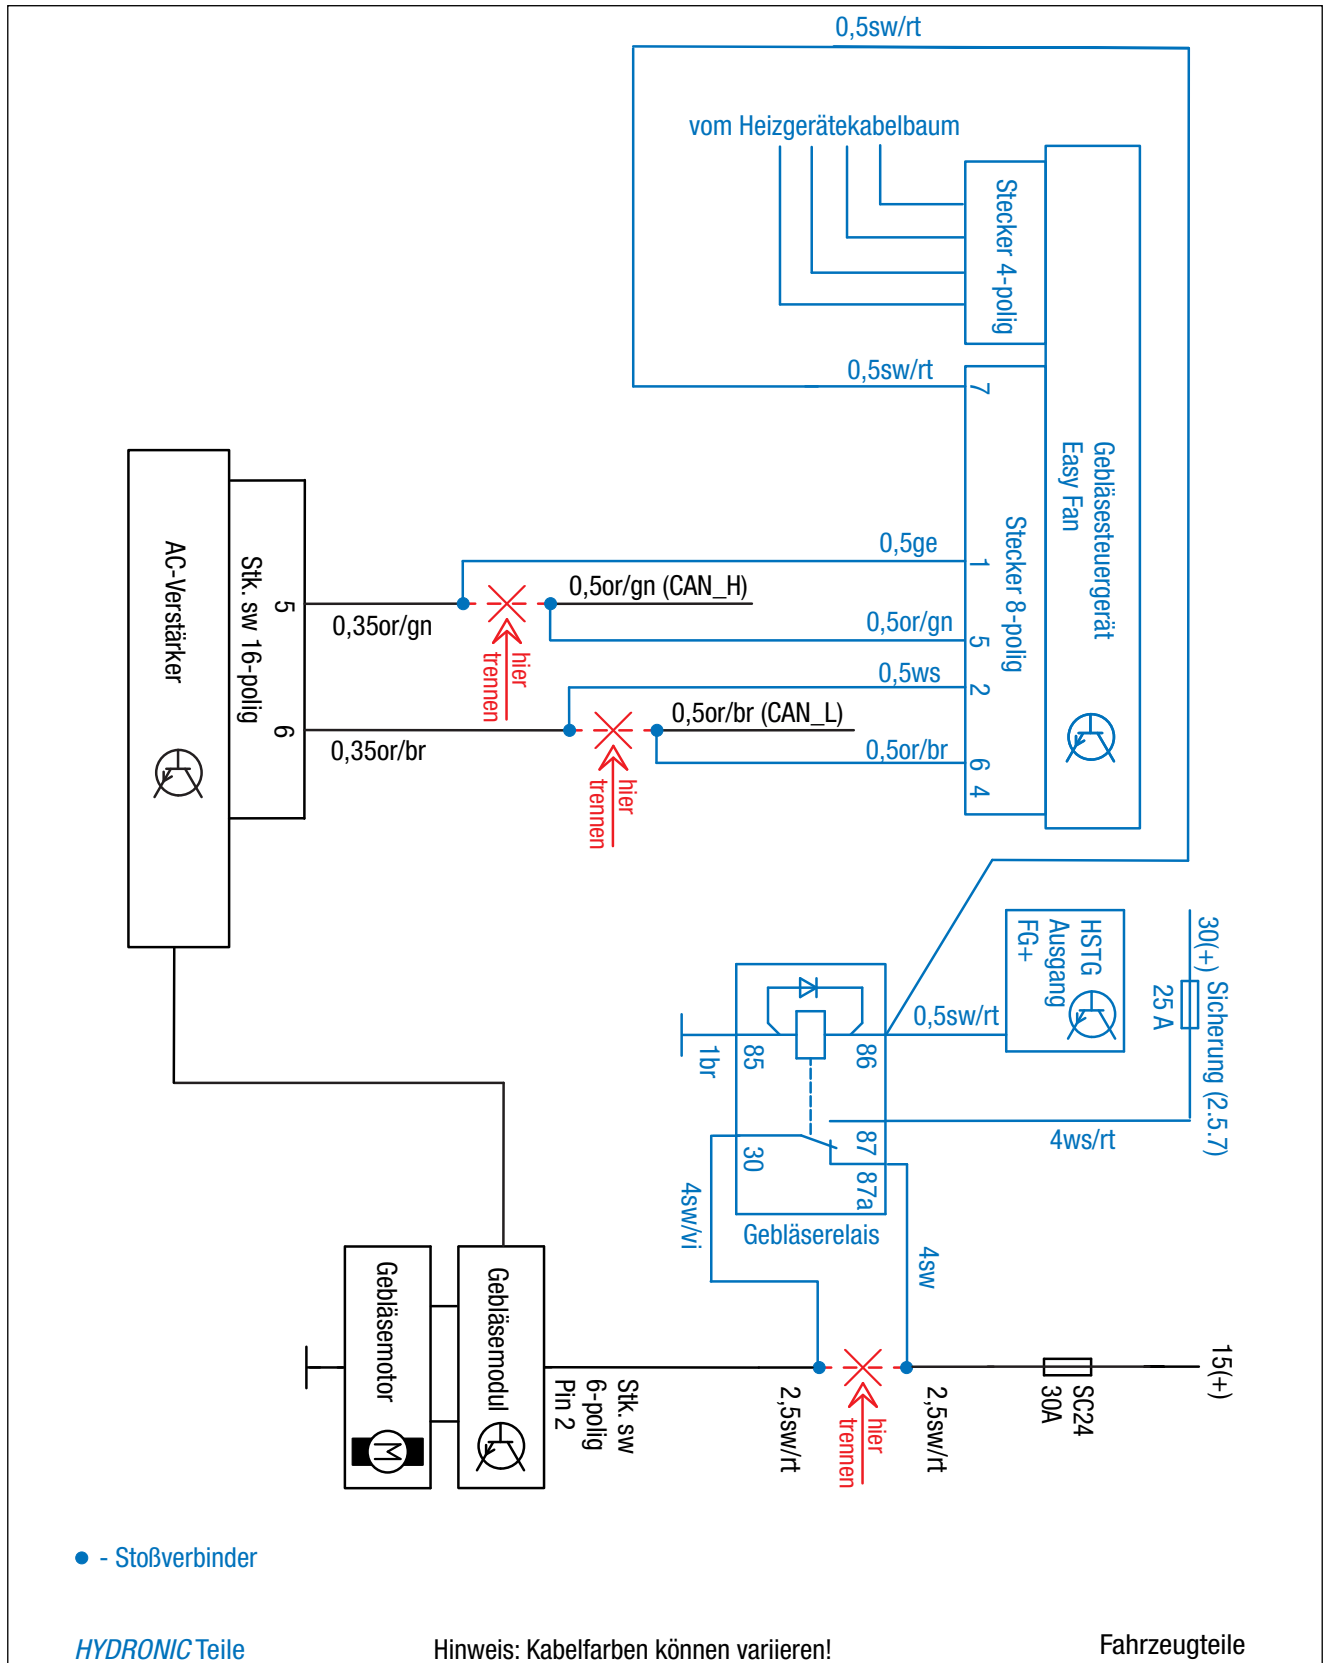 0,5sw/rt
vom Heizgerätekabelbaum
Stecker 4-polig
0,5sw/rt
7
Gebläsesteuergerät
Easy Fan
Stecker 8-polig
0,5ge
1
0,5or/gn (CAN_H)
0,5or/gn
5
0,5ws
2
0,5or/br (CAN_L)
0,5or/br
6
4
AC-Verstärker
Stk. sw 16-polig
5
0,35or/gn
6
0,35or/br
hier
trennen
hier
trennen
HSTG
Ausgang
FG+
30(+) Sicherung (2.5.7)
25 A
0,5sw/rt
1br
85
86
30
87
87a
4ws/rt
Gebläserelais
4sw/vi
4sw
Gebläsemotor
M
Gebläsemodul
Stk. sw
6-polig
Pin 2
2,5sw/rt
hier
trennen
2,5sw/rt
SC24
30A
15(+)
- Stoßverbinder
HYDRONIC Teile
Hinweis: Kabelfarben können variieren!
Fahrzeugteile